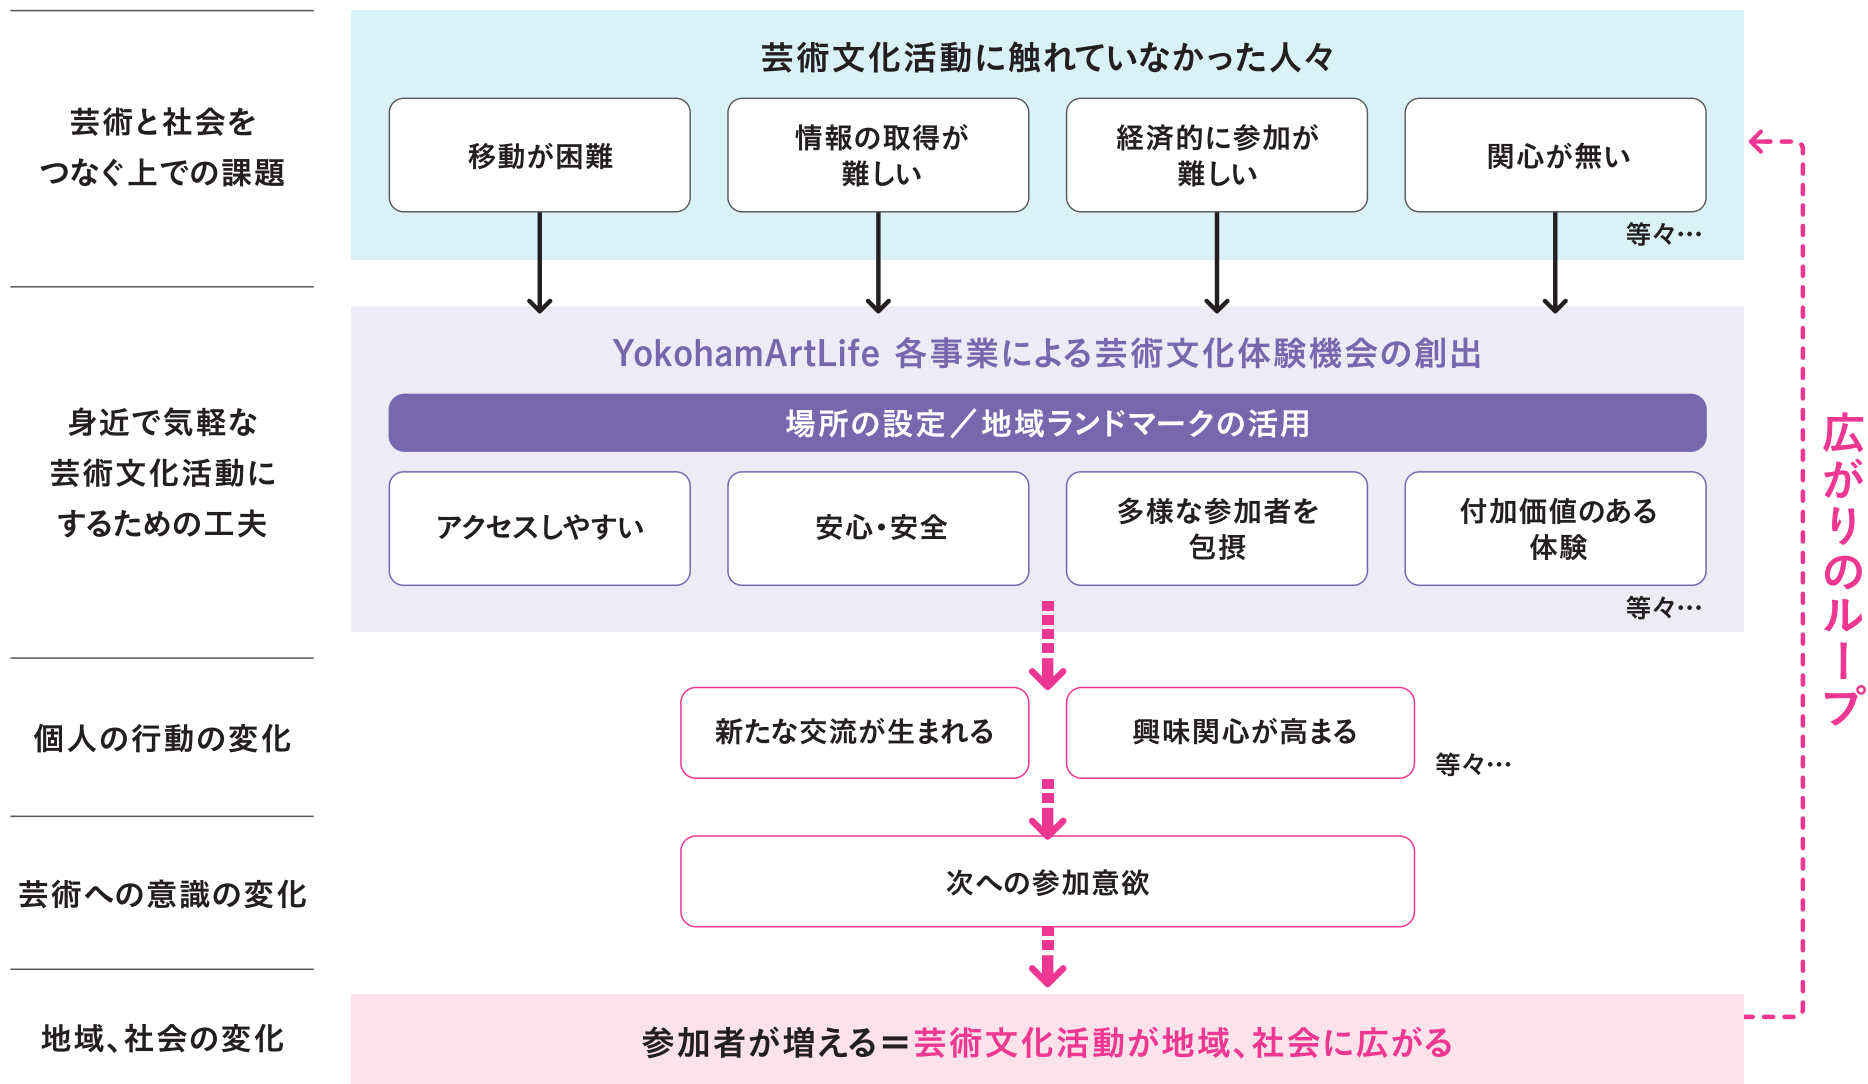 芸術と社会を
つなぐ上での課題
芸術文化活動に触れていなかった人々
移動が困難
情報の取得が
難しい
経済的に参加が
難しい
関心が無い
等々…
身近で気軽な
芸術文化活動に
するための工夫
YokohamArtLife 各事業による芸術文化体験機会の創出
場所の設定／地域ランドマークの活用
アクセスしやすい
安心・安全
多様な参加者を
包摂
付加価値のある
体験
等々…
個人の行動の変化
新たな交流が生まれる
興味関心が高まる
等々…
芸術への意識の変化
次への参加意欲
地域、社会の変化
参加者が増える＝芸術文化活動が地域、社会に広がる
広がりのループ